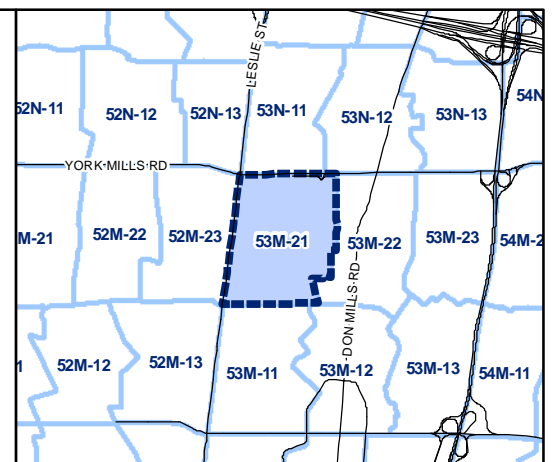 LESLIE ST
52N-11
52N-12
52N-13
53N-11
53N-12
53N-13
54N
YORK MILLS RD
M-21
52M-22
52M-23
53M-21
53M-22
53M-23
54M-2
DON MILLS RD
1
52M-12
52M-13
53M-11
53M-12
53M-13
54M-11